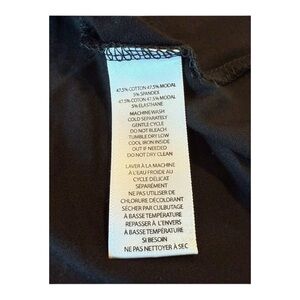 47.5% COTTON 47.5% MODAL
5% SPANDEX
47.5% COTTON 47.5% MODAL
5% ELASTHANE
MACHINE WASH
COLD SEPARATELY
GENTLE CYCLE
DO NOT BLEACH
TUMBLE DRY LOW
COOL IRON INSIDE
OUT IF NEEDED
DO NOT DRY CLEAN
LAVER À LA MACHINE
À L'EAU FROIDE AU
CYCLE DÉLICAT
SÉPARÉMENT
NE PAS UTILISER DE
CHLORURE DÉCOLORANT
SÉCHER PAR CULBUTAGE
À BASSE TEMPÉRATURE
REPASSER À L'ENVERS
À BASSE TEMPÉRATURE
SI BESOIN
NE PAS NETTOYER À SEC